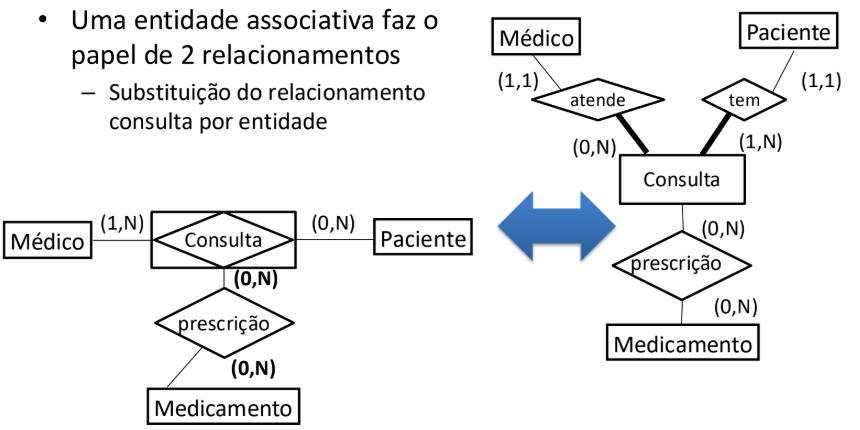 • Uma entidade associativa faz o
papel de 2 relacionamentos
– Substituição do relacionamento
consulta por entidade
Médico
Paciente
(1,1)
(1,1)
atende
tem
(0,N)
(1,N)
Consulta
(0,N)
prescrição
(0,N)
Medicamento
Médico
(1,N)
Consulta
(0,N)
Paciente
(0,N)
prescrição
(0,N)
Medicamento